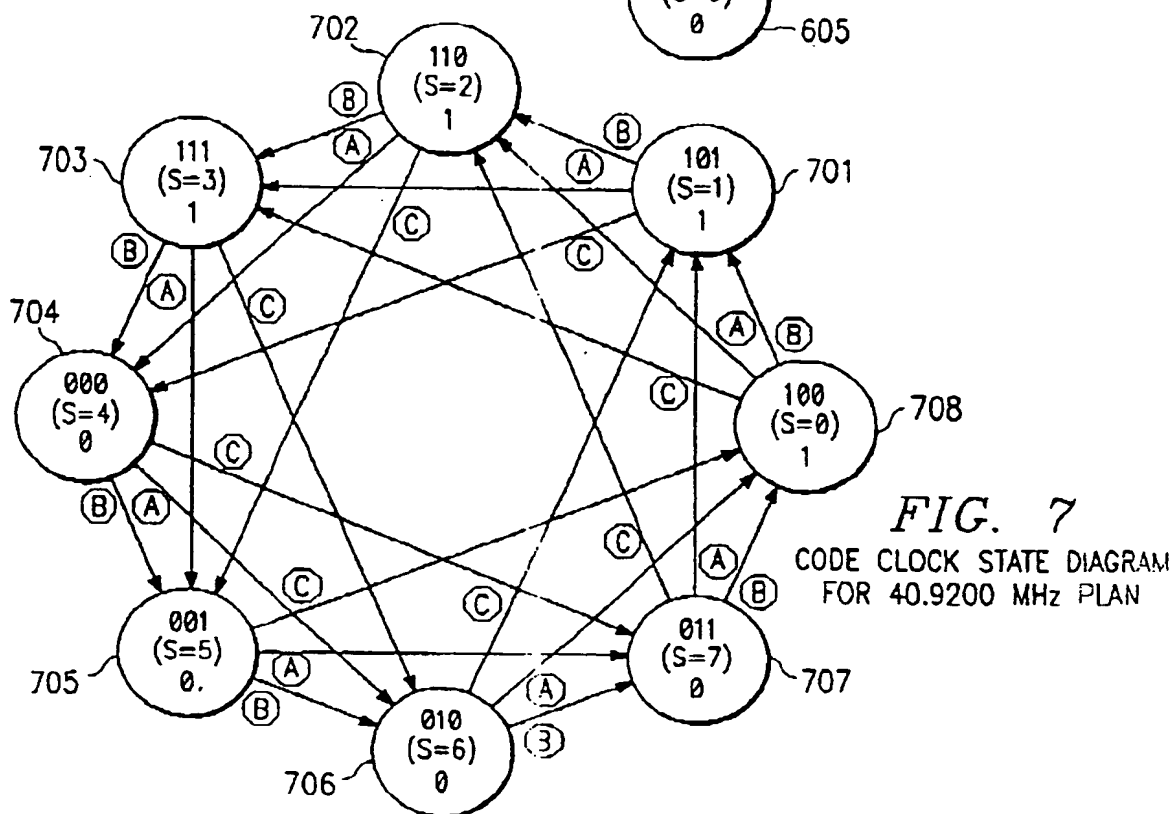 0
605
702
110
(S=2)
1
B
A
C
703
111
(S=3)
1
B
A
C
101
(S=1)
1
701
B
A
C
704
000
(S=4)
0
B
A
C
100
(S=0)
1
708
A
B
C
705
001
(S=5)
0.
C
A
B
706
010
(S=6)
0
C
A
3
011
(S=7)
0
707
C
A
B
FIG. 7
CODE CLOCK STATE DIAGRAM
FOR 40.9200 MHz PLAN